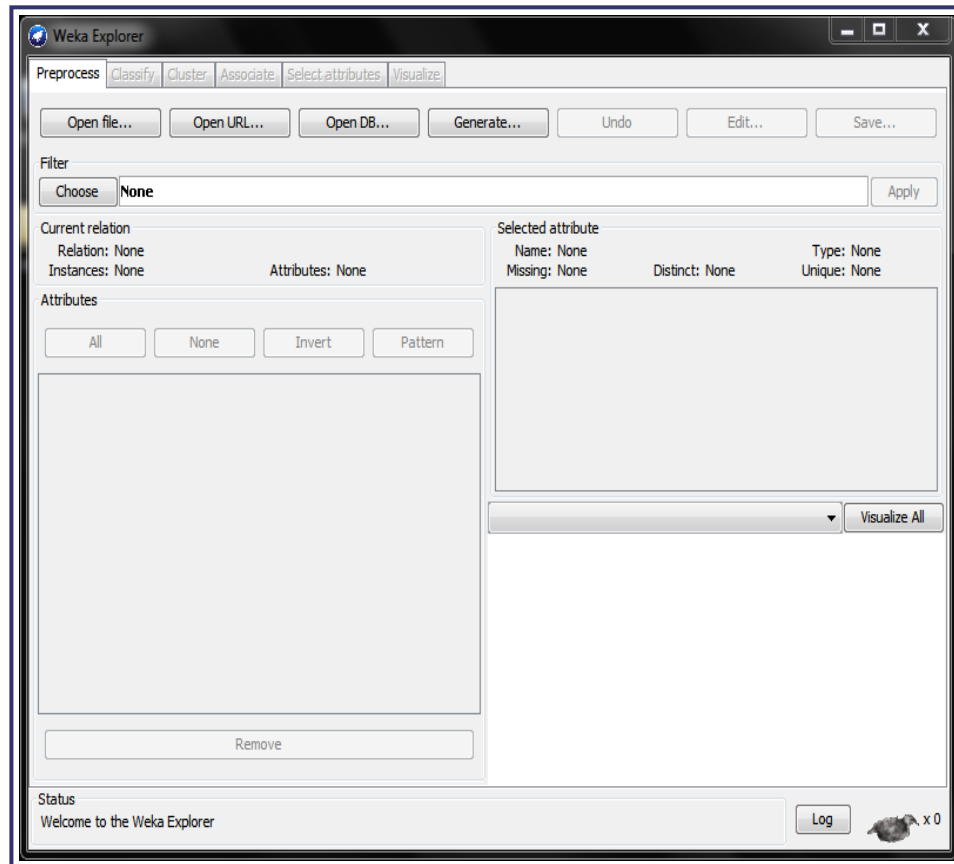 Weka Explorer
Preprocess Classify Cluster Associate Select attributes Visualize
Open file... Open URL... Open DB... Generate... Undo Edit... Save...
Filter
Choose None Apply
Current relation
Relation: None
Instances: None Attributes: None
Selected attribute
Name: None Type: None
Missing: None Distinct: None Unique: None
Attributes
All None Invert Pattern
Visualize All
Remove
Status
Welcome to the Weka Explorer
Log x 0